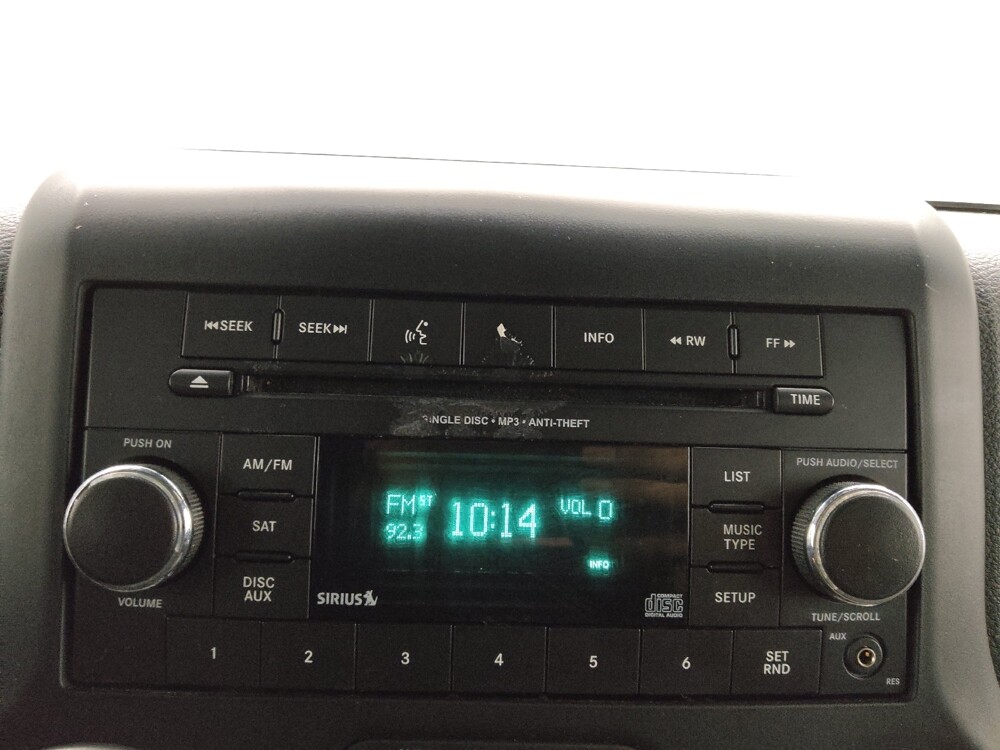 SEEK
SEEK
INFO
RW
FF
TIME
SINGLE DISC • MP3 • ANTI-THEFT
PUSH ON
AM/FM
SAT
DISC
AUX
VOLUME
FM ST
92.3
10:14
VOL 0
INFO
SIRIUS
COMPACT
disc
DIGITAL AUDIO
LIST
MUSIC
TYPE
SETUP
PUSH AUDIO/SELECT
TUNE/SCROLL
1
2
3
4
5
6
SET
RND
AUX
RES